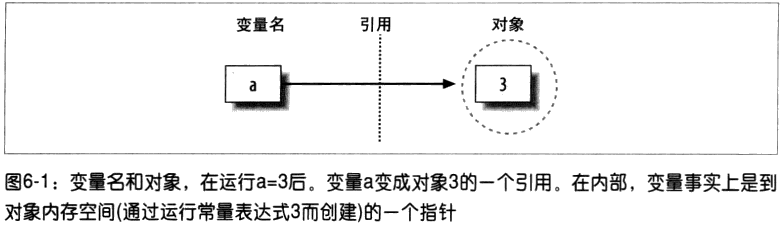 变量名 引用 对象
a 3
图6-1：变量名和对象，在运行a=3后。变量a变成对象3的一个引用。在内部，变量事实上是到
对象内存空间(通过运行常量表达式3而创建)的一个指针